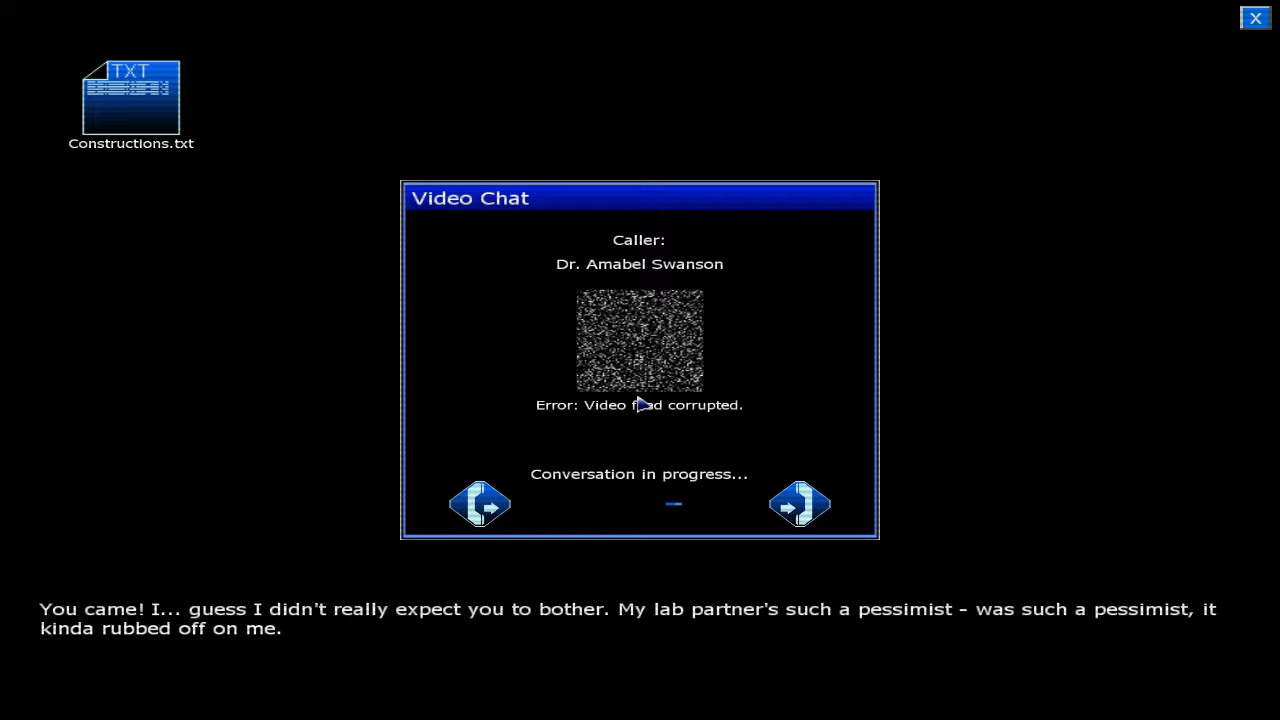 X
TXT
Constructions.txt
Video Chat
Caller:
Dr. Amabel Swanson
Error: Video corrupted.
Conversation in progress...
You came! I... guess I didn't really expect you to bother. My lab partner's such a pessimist - was such a pessimist, it
kinda rubbed off on me.